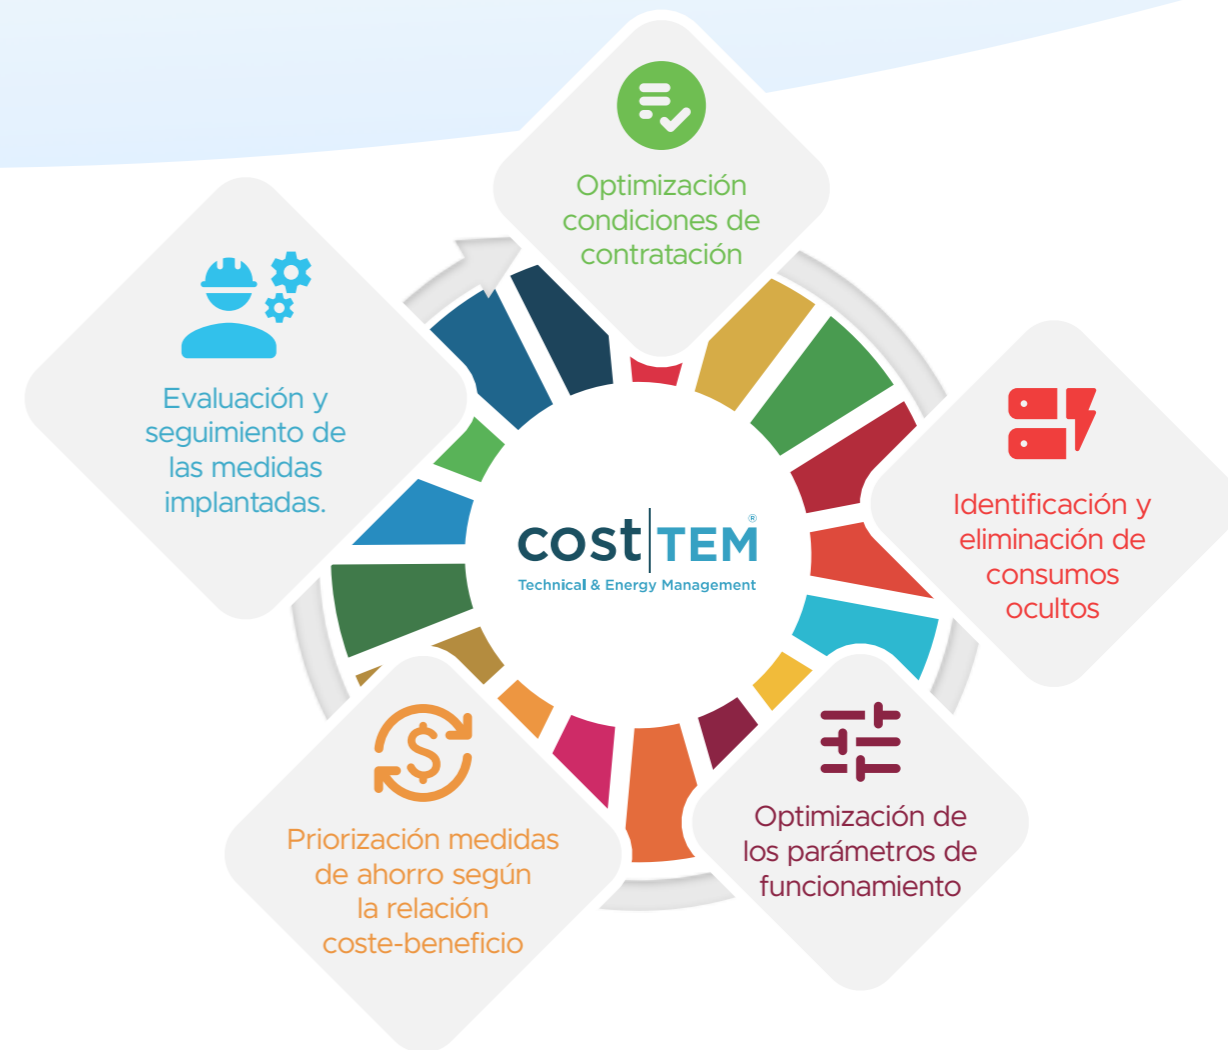 Optimización
condiciones de
contratación
Identificación y
eliminación de
consumos
ocultos
Optimización de
los parámetros de
funcionamiento
Priorización medidas
de ahorro según
la relación
coste-beneficio
Evaluación y
seguimiento de
las medidas
implantadas.
cost|TEM®
Technical & Energy Management